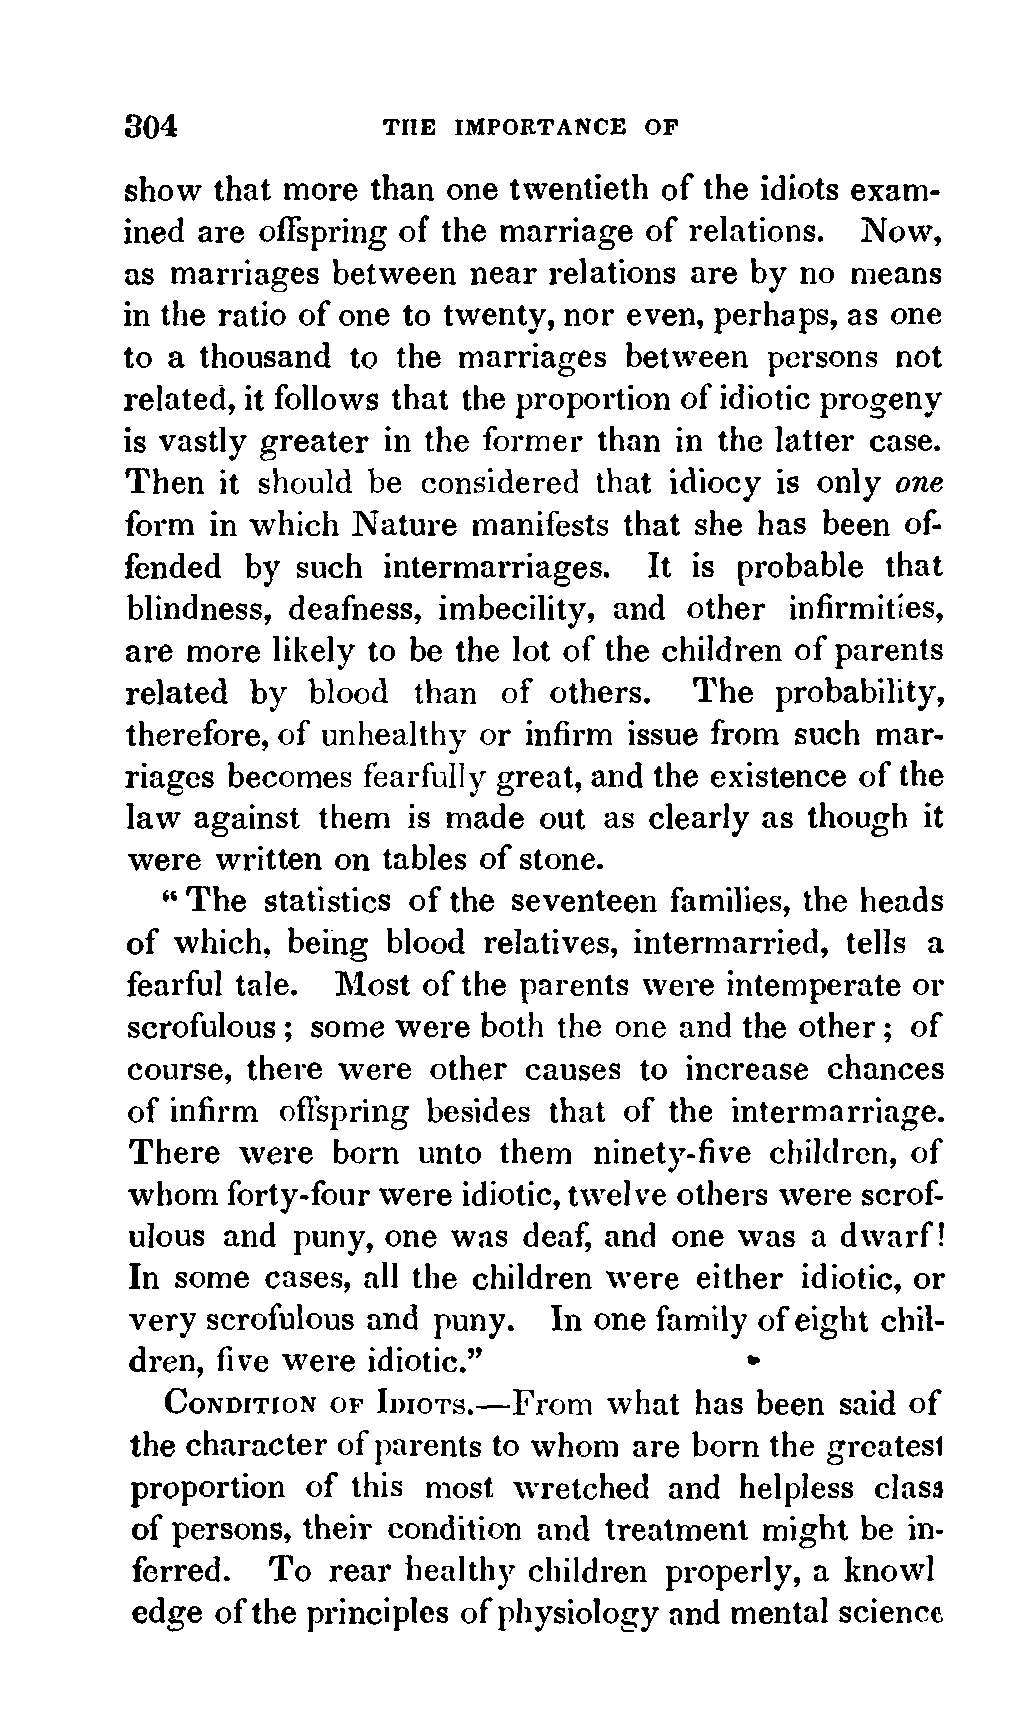 304 THE IMPORTANCE OF
show that more than one twentieth of the idiots exam-
ined are offspring of the marriage of relations. Now,
as marriages between near relations are by no means
in the ratio of one to twenty, nor even, perhaps, as one
to a thousand to the marriages between persons not
related, it follows that the proportion of idiotic progeny
is vastly greater in the former than in the latter case.
Then it should be considered that idiocy is only one
form in which Nature manifests that she has been of-
fended by such intermarriages. It is probable that
blindness, deafness, imbecility, and other infirmities,
are more likely to be the lot of the children of parents
related by blood than of others. The probability,
therefore, of unhealthy or infirm issue from such mar-
riages becomes fearfully great, and the existence of the
law against them is made out as clearly as though it
were written on tables of stone.
“ The statistics of the seventeen families, the heads
of which, being blood relatives, intermarried, tells a
fearful tale. Most of the parents were intemperate or
scrofulous ; some were both the one and the other ; of
course, there were other causes to increase chances
of infirm offspring besides that of the intermarriage.
There were born unto them ninety-five children, of
whom forty-four were idiotic, twelve others were scrof-
ulous and puny, one was deaf, and one was a dwarf!
In some cases, all the children were either idiotic, or
very scrofulous and puny. In one family of eight chil-
dren, five were idiotic.”
CONDITION OF IDIOTS.—From what has been said of
the character of parents to whom are born the greatest
proportion of this most wretched and helpless class
of persons, their condition and treatment might be in-
ferred. To rear healthy children properly, a knowl
edge of the principles of physiology and mental science